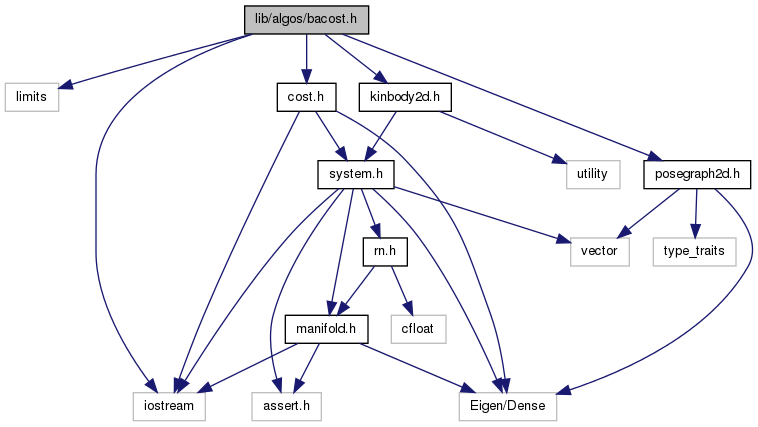 lib/algos/bacost.h
limits
cost.h
kinbody2d.h
system.h
utility
posegraph2d.h
rn.h
vector
type_traits
manifold.h
cfloat
iostream
assert.h
Eigen/Dense